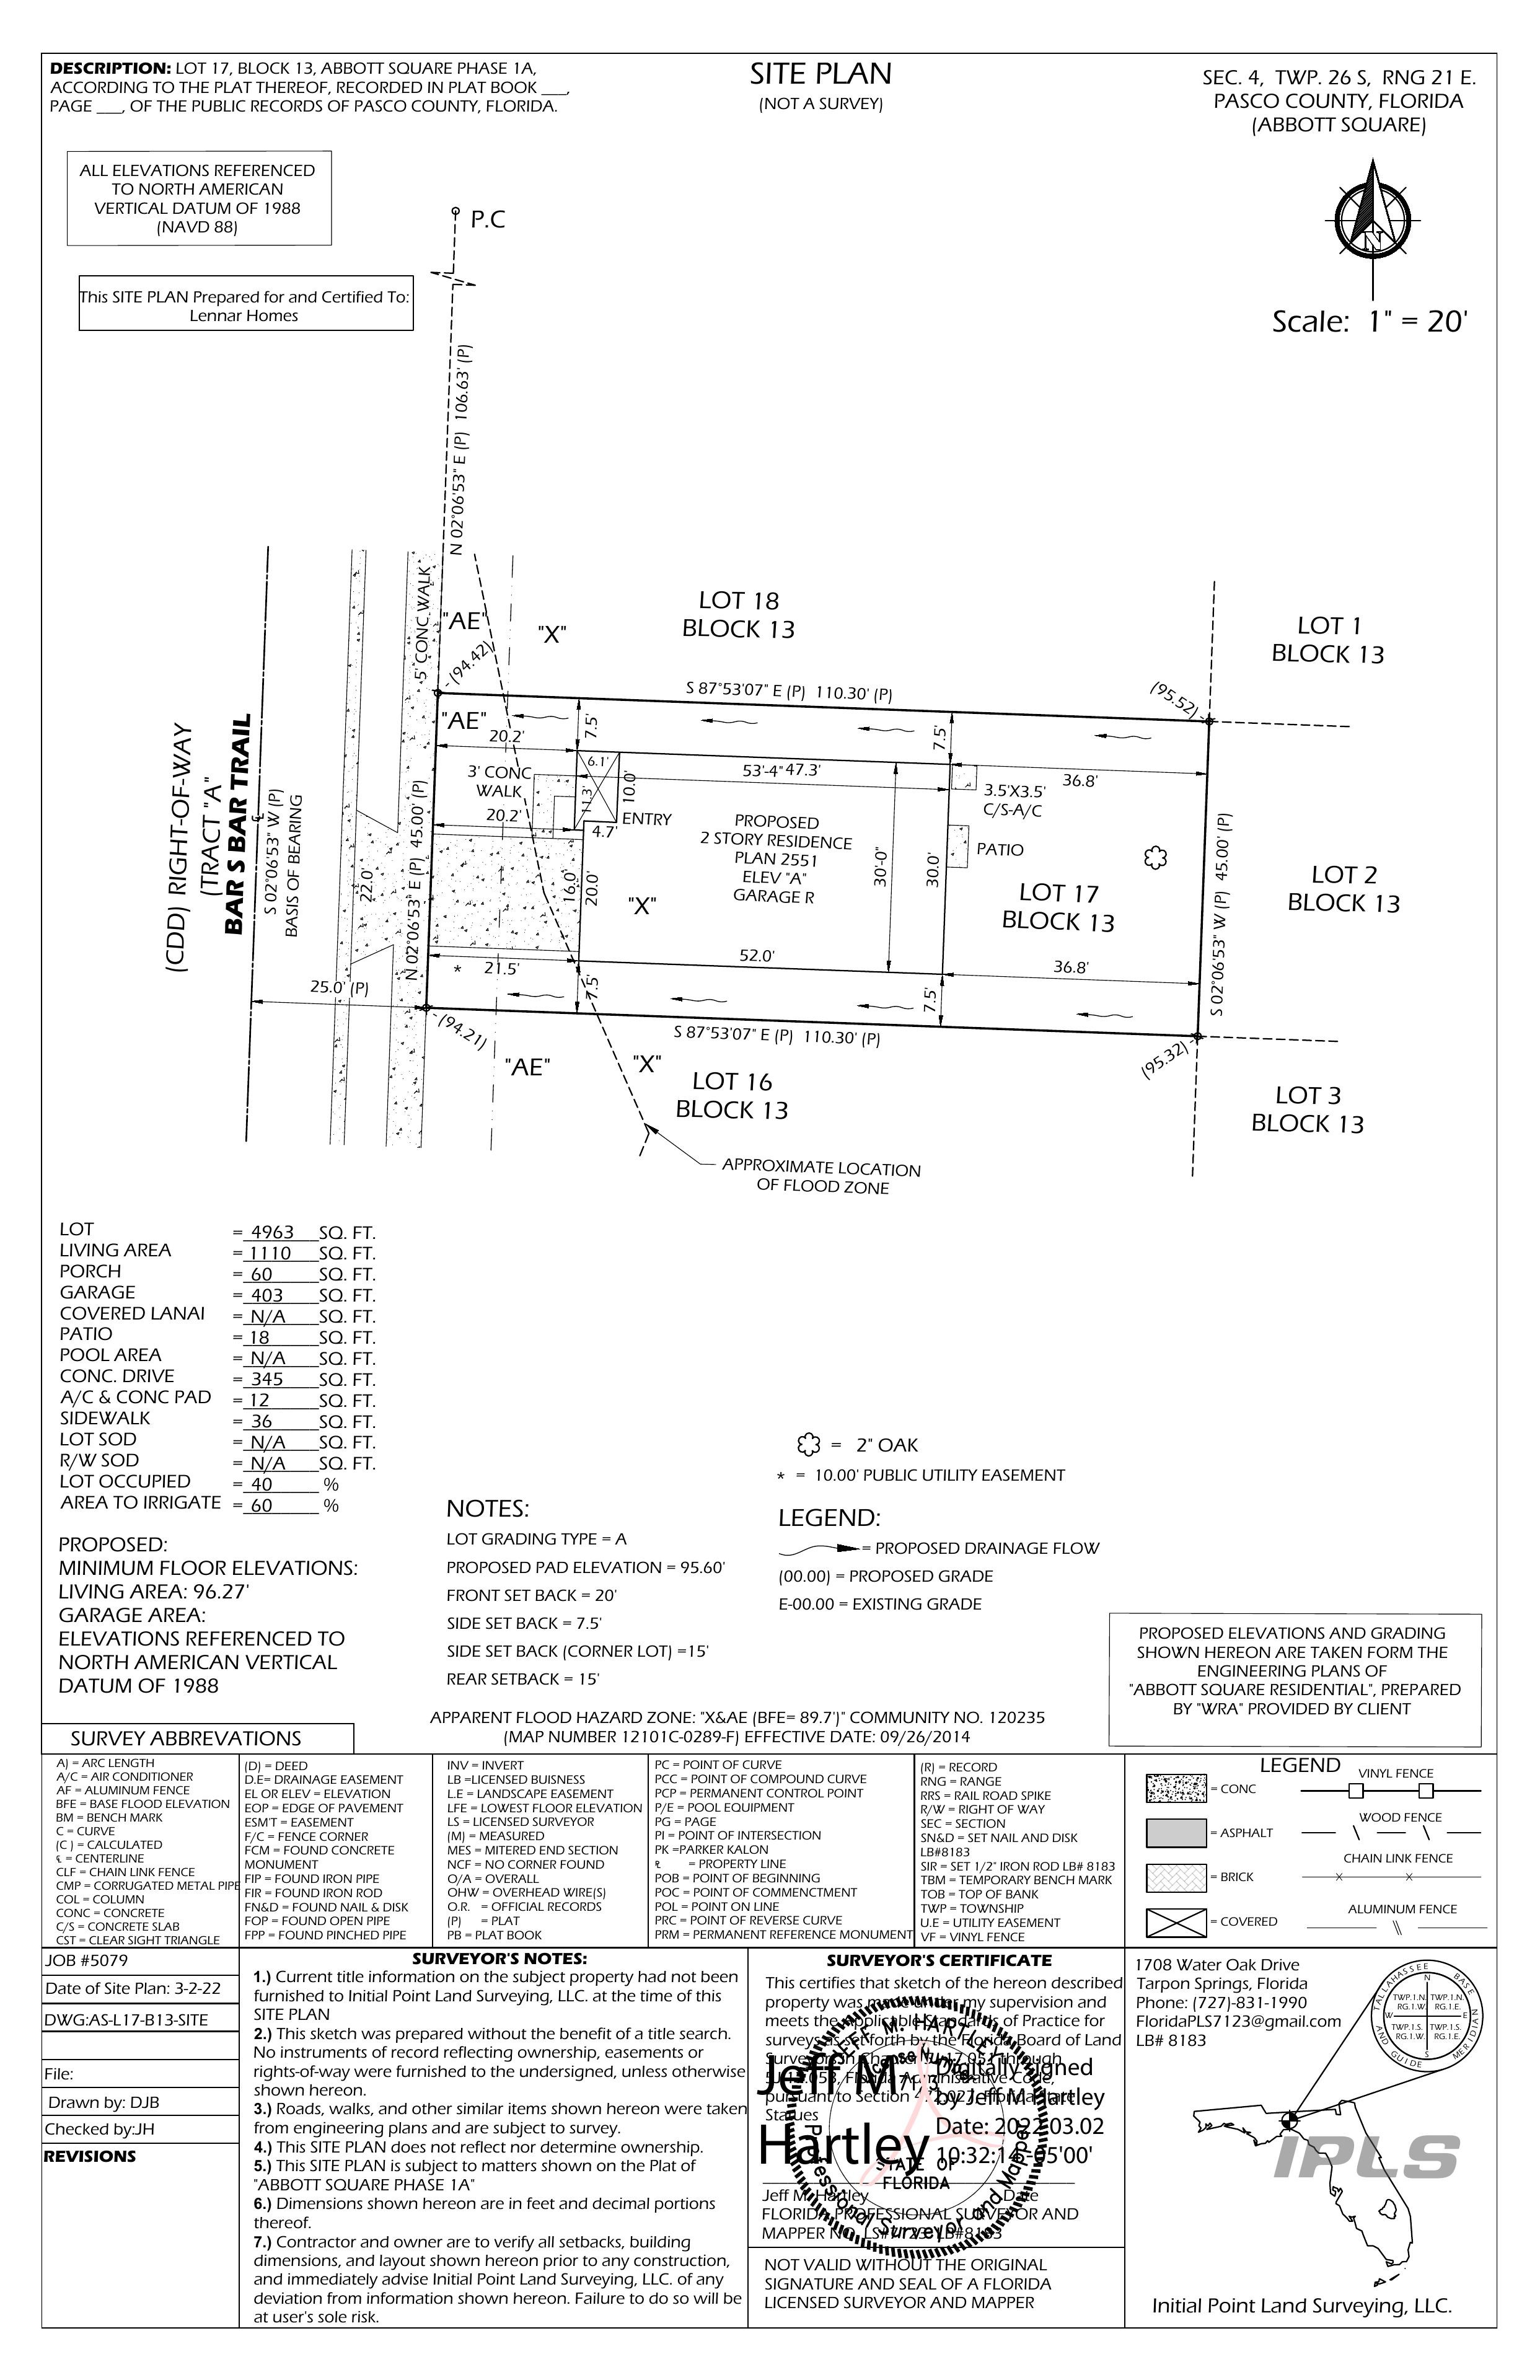 DESCRIPTION: LOT 17, BLOCK 13, ABBOTT SQUARE PHASE 1A,
ACCORDING TO THE PLAT THEREOF, RECORDED IN PLAT BOOK ___,
PAGE ___, OF THE PUBLIC RECORDS OF PASCO COUNTY, FLORIDA.
SITE PLAN
(NOT A SURVEY)
SEC. 4, TWP. 26 S, RNG 21 E.
PASCO COUNTY, FLORIDA
(ABBOTT SQUARE)
ALL ELEVATIONS REFERENCED
TO NORTH AMERICAN
VERTICAL DATUM OF 1988
(NAVD 88)
This SITE PLAN Prepared for and Certified To:
Lennar Homes
P.C
N
Scale: 1" = 20'
N 02°06'53" E (P) 106.63' (P)
5' CONC WALK
"AE"
"X"
(94.42)
LOT 18
BLOCK 13
LOT 1
BLOCK 13
S 87°53'07" E (P) 110.30' (P)
(95.52)
"AE"
7.5'
7.5'
20.2'
6.1'
53'-4"
47.3'
36.8'
3' CONC
WALK
11.3'
10.0'
3.5'X3.5'
C/S-A/C
20.2'
4.7'
ENTRY
PROPOSED
2 STORY RESIDENCE
PLAN 2551
ELEV "A"
GARAGE R
PATIO
(CDD) RIGHT-OF-WAY
(TRACT "A"
BAR S BAR TRAIL
S 02°06'53" W (P)
BASIS OF BEARING
22.0'
N 02°06'53" E (P) 45.00' (P)
16.0'
20.0'
"X"
30'-0"
30.0'
LOT 17
BLOCK 13
S 02°06'53" W (P) 45.00' (P)
LOT 2
BLOCK 13
* 21.5'
52.0'
36.8'
25.0' (P)
7.5'
7.5'
(94.21)
S 87°53'07" E (P) 110.30' (P)
(95.32)
"AE"
"X"
LOT 16
BLOCK 13
LOT 3
BLOCK 13
APPROXIMATE LOCATION
OF FLOOD ZONE
LOT = 4963 SQ. FT.
LIVING AREA = 1110 SQ. FT.
PORCH = 60 SQ. FT.
GARAGE = 403 SQ. FT.
COVERED LANAI = N/A SQ. FT.
PATIO = 18 SQ. FT.
POOL AREA = N/A SQ. FT.
CONC. DRIVE = 345 SQ. FT.
A/C & CONC PAD = 12 SQ. FT.
SIDEWALK = 36 SQ. FT.
LOT SOD = N/A SQ. FT.
R/W SOD = N/A SQ. FT.
LOT OCCUPIED = 40 %
AREA TO IRRIGATE = 60 %
PROPOSED:
MINIMUM FLOOR ELEVATIONS:
LIVING AREA: 96.27'
GARAGE AREA:
ELEVATIONS REFERENCED TO
NORTH AMERICAN VERTICAL
DATUM OF 1988
NOTES:
LOT GRADING TYPE = A
PROPOSED PAD ELEVATION = 95.60'
FRONT SET BACK = 20'
SIDE SET BACK = 7.5'
SIDE SET BACK (CORNER LOT) =15'
REAR SETBACK = 15'
= 2" OAK
* = 10.00' PUBLIC UTILITY EASEMENT
LEGEND:
= PROPOSED DRAINAGE FLOW
(00.00) = PROPOSED GRADE
E-00.00 = EXISTING GRADE
PROPOSED ELEVATIONS AND GRADING
SHOWN HEREON ARE TAKEN FORM THE
ENGINEERING PLANS OF
"ABBOTT SQUARE RESIDENTIAL", PREPARED
BY "WRA" PROVIDED BY CLIENT
APPARENT FLOOD HAZARD ZONE: "X&AE (BFE= 89.7')" COMMUNITY NO. 120235
(MAP NUMBER 12101C-0289-F) EFFECTIVE DATE: 09/26/2014
SURVEY ABBREVATIONS
A) = ARC LENGTH
A/C = AIR CONDITIONER
AF = ALUMINUM FENCE
BFE = BASE FLOOD ELEVATION
BM = BENCH MARK
C = CURVE
(C ) = CALCULATED
℄ = CENTERLINE
CLF = CHAIN LINK FENCE
CMP = CORRUGATED METAL PIPE
COL = COLUMN
CONC = CONCRETE
C/S = CONCRETE SLAB
CST = CLEAR SIGHT TRIANGLE
(D) = DEED
D.E= DRAINAGE EASEMENT
EL OR ELEV = ELEVATION
EOP = EDGE OF PAVEMENT
ESM'T = EASEMENT
F/C = FENCE CORNER
FCM = FOUND CONCRETE
MONUMENT
FIP = FOUND IRON PIPE
FIR = FOUND IRON ROD
FN&D = FOUND NAIL & DISK
FOP = FOUND OPEN PIPE
FPP = FOUND PINCHED PIPE
INV = INVERT
LB =LICENSED BUISNESS
L.E = LANDSCAPE EASEMENT
LFE = LOWEST FLOOR ELEVATION
LS = LICENSED SURVEYOR
(M) = MEASURED
MES = MITERED END SECTION
NCF = NO CORNER FOUND
O/A = OVERALL
OHW = OVERHEAD WIRE(S)
O.R. = OFFICIAL RECORDS
(P) = PLAT
PB = PLAT BOOK
PC = POINT OF CURVE
PCC = POINT OF COMPOUND CURVE
PCP = PERMANENT CONTROL POINT
P/E = POOL EQUIPMENT
PG = PAGE
PI = POINT OF INTERSECTION
PK =PARKER KALON
℄ = PROPERTY LINE
POB = POINT OF BEGINNING
POC = POINT OF COMMENCTMENT
POL = POINT ON LINE
PRC = POINT OF REVERSE CURVE
PRM = PERMANENT REFERENCE MONUMENT
(R) = RECORD
RNG = RANGE
RRS = RAIL ROAD SPIKE
R/W = RIGHT OF WAY
SEC = SECTION
SN&D = SET NAIL AND DISK
LB#8183
SIR = SET 1/2" IRON ROD LB# 8183
TBM = TEMPORARY BENCH MARK
TOB = TOP OF BANK
TWP = TOWNSHIP
U.E = UTILITY EASEMENT
VF = VINYL FENCE
LEGEND
= CONC
= ASPHALT
= BRICK
= COVERED
VINYL FENCE
WOOD FENCE
CHAIN LINK FENCE
ALUMINUM FENCE
JOB #5079
Date of Site Plan: 3-2-22
DWG:AS-L17-B13-SITE
File:
Drawn by: DJB
Checked by:JH
REVISIONS
SURVEYOR'S NOTES:
1.) Current title information on the subject property had not been
furnished to Initial Point Land Surveying, LLC. at the time of this
SITE PLAN
2.) This sketch was prepared without the benefit of a title search.
No instruments of record reflecting ownership, easements or
rights-of-way were furnished to the undersigned, unless otherwise
shown hereon.
3.) Roads, walks, and other similar items shown hereon were taken
from engineering plans and are subject to survey.
4.) This SITE PLAN does not reflect nor determine ownership.
5.) This SITE PLAN is subject to matters shown on the Plat of
"ABBOTT SQUARE PHASE 1A"
6.) Dimensions shown hereon are in feet and decimal portions
thereof.
7.) Contractor and owner are to verify all setbacks, building
dimensions, and layout shown hereon prior to any construction,
and immediately advise Initial Point Land Surveying, LLC. of any
deviation from information shown hereon. Failure to do so will be
at user's sole risk.
SURVEYOR'S CERTIFICATE
This certifies that sketch of the hereon described
property was made under my supervision and
meets the applicable Standards of Practice for
surveys as set forth by the Florida Board of Land
Surveyors in Chapter through
Florida Administrative Code,
pursuant to Section Florida State
Statues
Jeff M
Hartley
Digitally signed
by Jeff M Hartley
Date: 2022.03.02
10:32:14 -05'00'
JEFF M. HARTLEY
STATE OF
FLORIDA
Professional Surveyor and Mapper
Jeff M. Hartley Date
FLORIDA PROFESSIONAL SURVEYOR AND
MAPPER NO. LB#8183
NOT VALID WITHOUT THE ORIGINAL
SIGNATURE AND SEAL OF A FLORIDA
LICENSED SURVEYOR AND MAPPER
1708 Water Oak Drive
Tarpon Springs, Florida
Phone: (727)-831-1990
FloridaPLS7123@gmail.com
LB# 8183
TALLAHASSEE BASE
AND GUIDE MERIDIAN
N
W
E
S
TWP.1.N. TWP.1.N.
RG.1.W. RG.1.E.
TWP.1.S. TWP.1.S.
RG.1.W. RG.1.E.
IPLS
Initial Point Land Surveying, LLC.